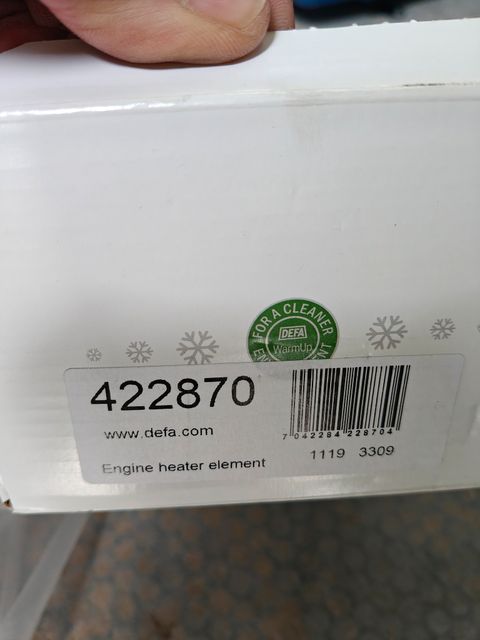 FOR A CLEANER
DEFA
WarmUp
422870
www.defa.com
Engine heater element
7 042284 228704
1119 3309